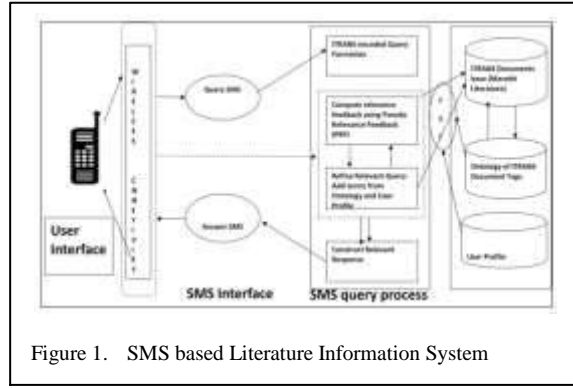 WIRELESS
CONNECTIVITY
Query SMS
Answer SMS
User
Interface
SMS Interface
ITRANS encoded Query
Formation
Compute relevance
feedback using Pseudo
Relevance Feedback
(PRF)
Refine Relevant Query
Add terms from
Ontology and User
Profile
Construct Relevant
Response
SMS query process
ITRANS Documents
(Marathi
Literature)
Ontology of ITRANS
Document Tags
User Profile
Figure 1. SMS based Literature Information System